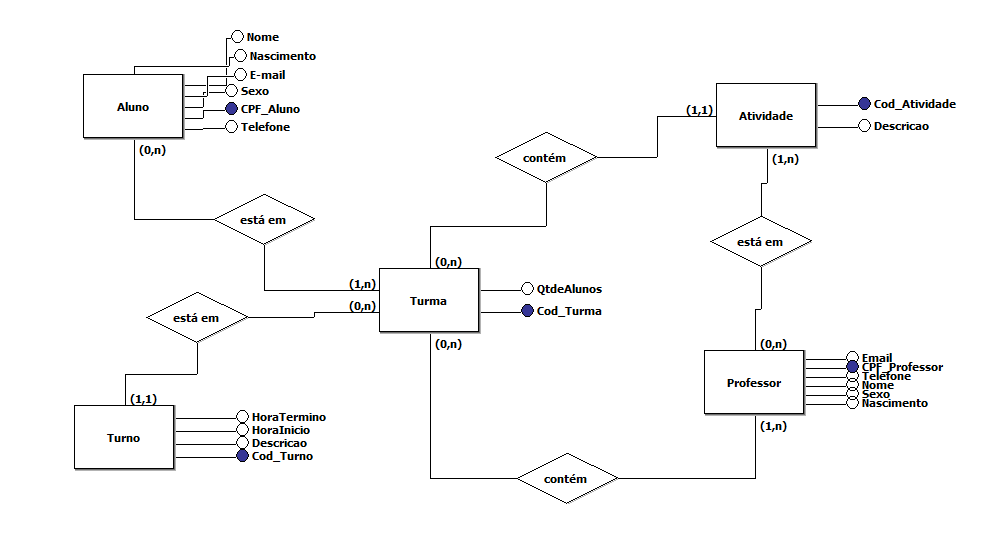 Nome
Nascimento
E-mail
Sexo
CPF_Aluno
Telefone
Aluno
(0,n)
está em
(1,n)
(0,n)
está em
(1,1)
Turno
HoraTermino
HoraInicio
Descricao
Cod_Turno
contém
(1,1)
Atividade
Cod_Atividade
Descricao
(1,n)
está em
(0,n)
Turma
QtdeAlunos
Cod_Turma
(0,n)
(0,n)
Professor
Email
CPF_Professor
Telefone
Nome
Sexo
Nascimento
(1,n)
contém